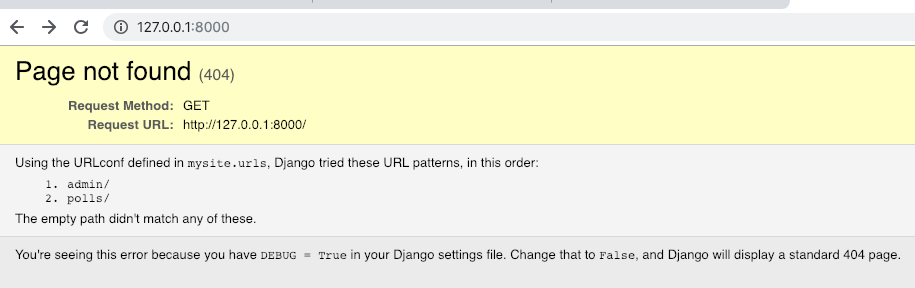 127.0.0.1:8000
Page not found (404)
Request Method: GET
Request URL: http://127.0.0.1:8000/
Using the URLconf defined in mysite.urls, Django tried these URL patterns, in this order:
1. admin/
2. polls/
The empty path didn't match any of these.
You're seeing this error because you have DEBUG = True in your Django settings file. Change that to False, and Django will display a standard 404 page.